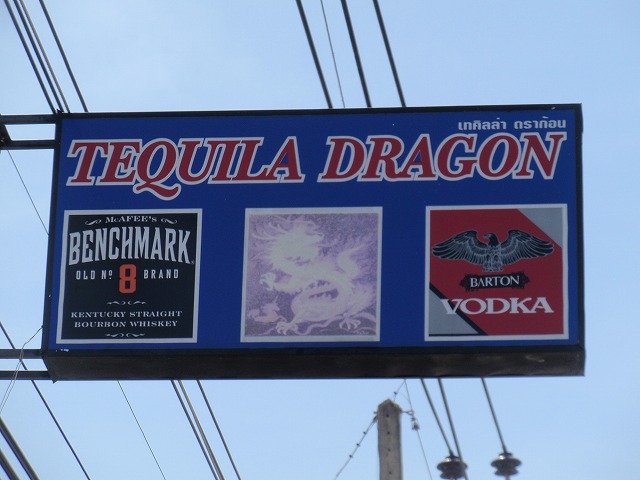 เทคิลล่า ดราก้อน
TEQUILA DRAGON
McAFEE'S
BENCHMARK
OLD No 8 BRAND
KENTUCKY STRAIGHT
BOURBON WHISKEY
BARTON
VODKA